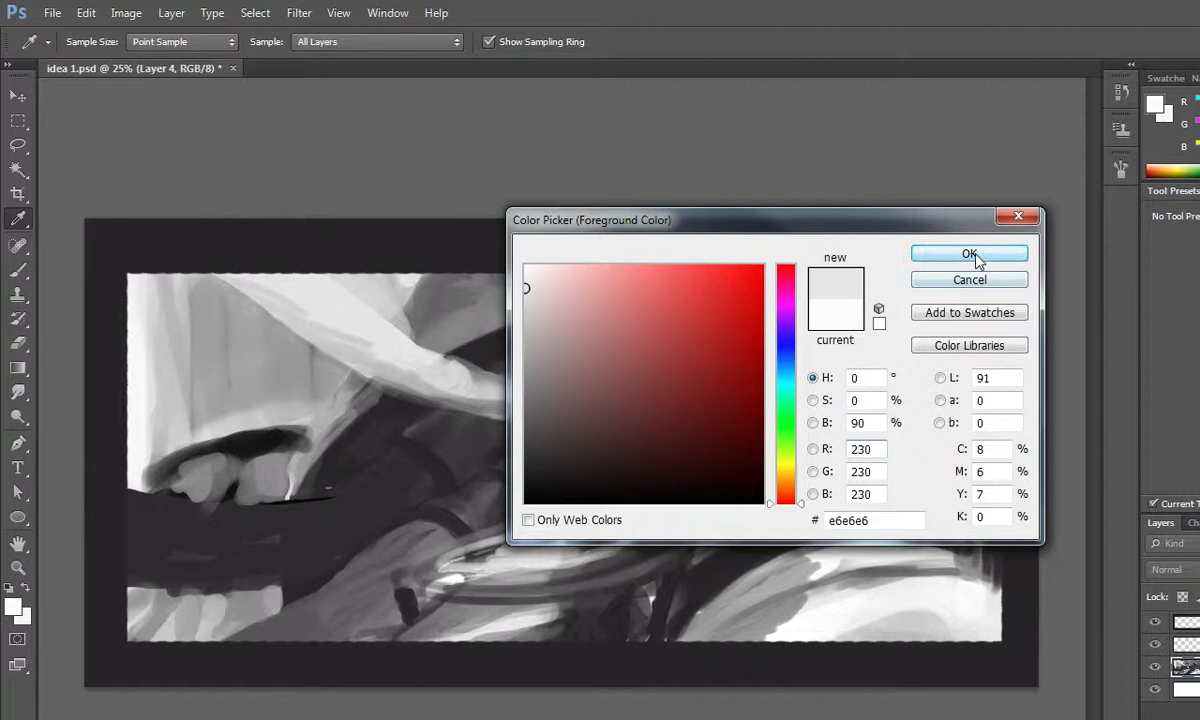 Ps File Edit Image Layer Type Select Filter View Window Help
Sample Size: Point Sample Sample: All Layers Show Sampling Ring
idea 1.psd @ 25% (Layer 4, RGB/8) * ×
Swatche
R
G
B
Tool Presets
No Tool Pre
Color Picker (Foreground Color)
new
current
OK
Cancel
Add to Swatches
Color Libraries
H: 0 ° L: 91
S: 0 % a: 0
B: 90 % b: 0
R: 230 C: 8 %
G: 230 M: 6 %
B: 230 Y: 7 %
# e6e6e6 K: 0 %
Only Web Colors
Current T
Layers Ch
Kind
Normal
Lock:
T